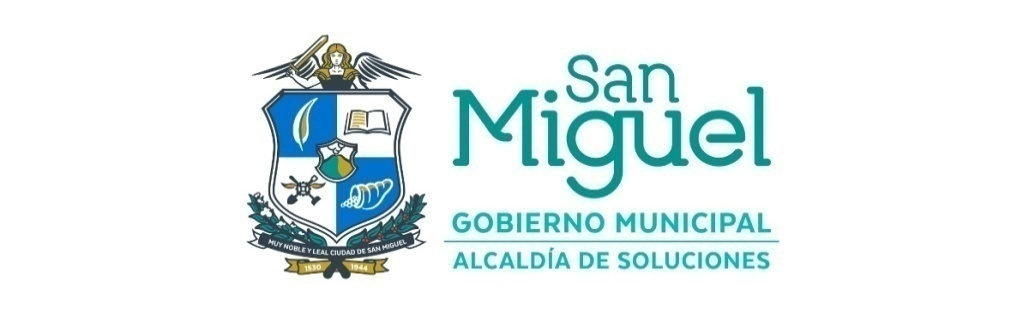 San
Miguel
GOBIERNO MUNICIPAL
ALCALDÍA DE SOLUCIONES
MUY NOBLE Y LEAL CIUDAD DE SAN MIGUEL
1530 1944